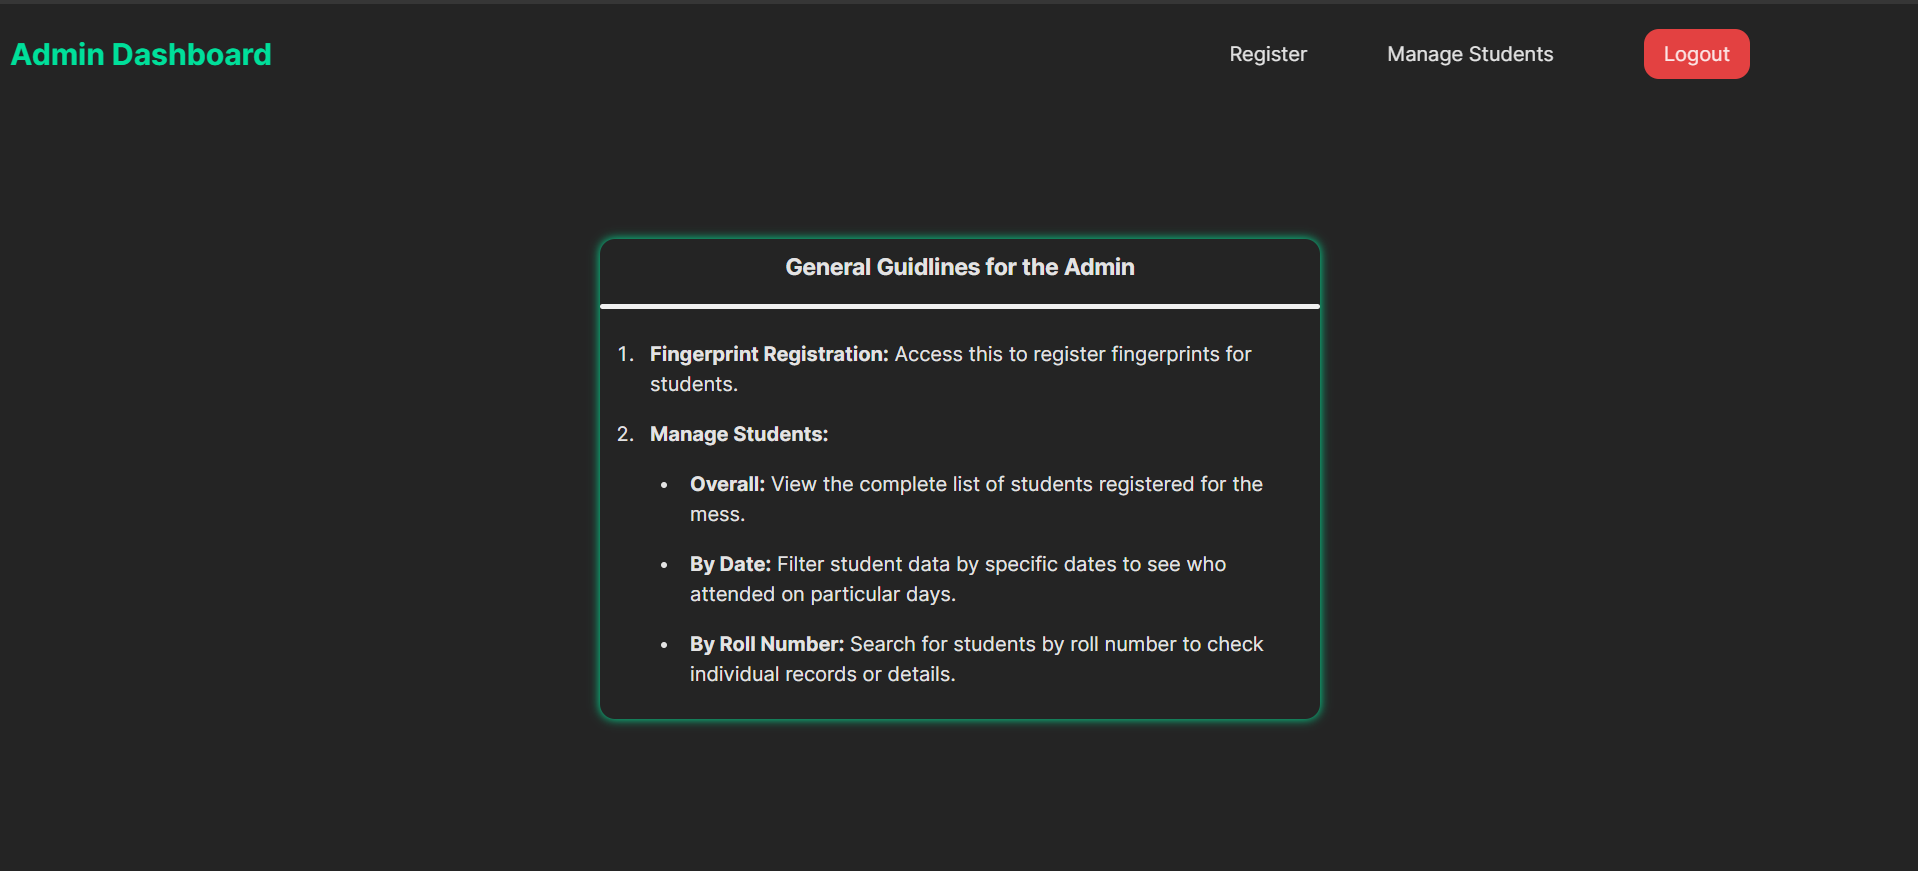 Admin Dashboard
Register
Manage Students
Logout
General Guidlines for the Admin
1. Fingerprint Registration: Access this to register fingerprints for
students.
2. Manage Students:
• Overall: View the complete list of students registered for the
mess.
• By Date: Filter student data by specific dates to see who
attended on particular days.
• By Roll Number: Search for students by roll number to check
individual records or details.